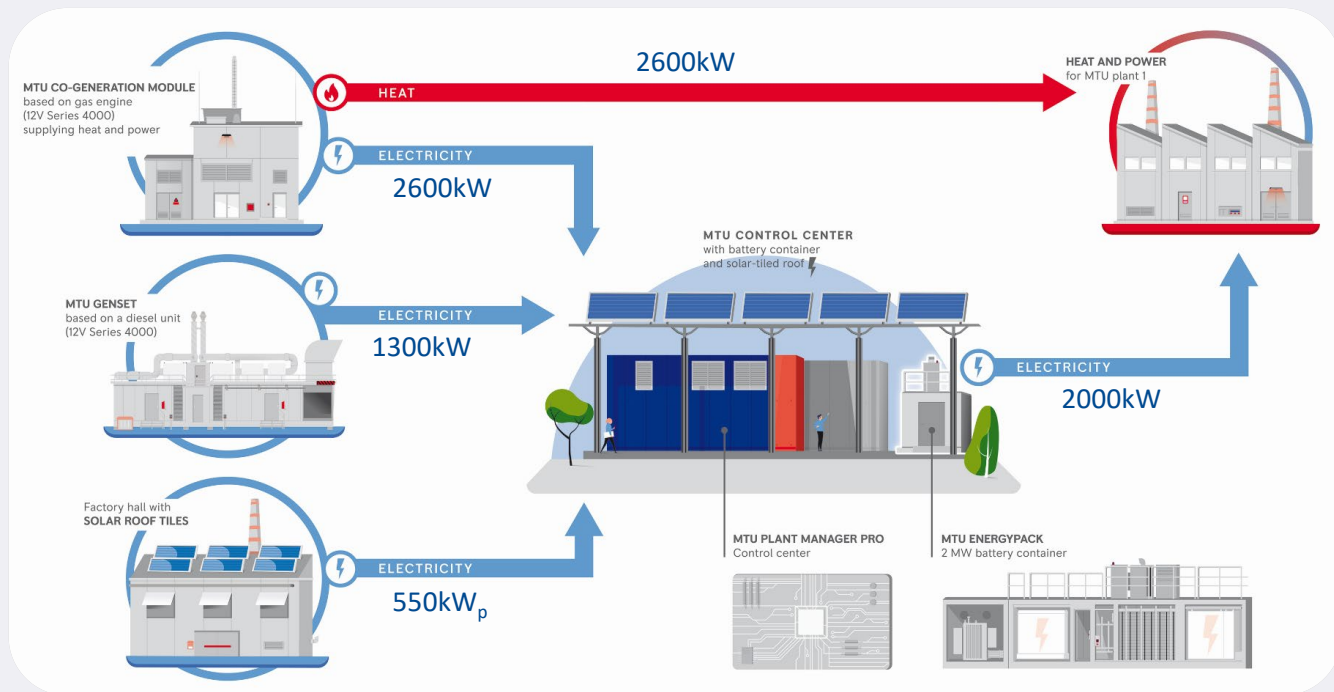 MTU CO-GENERATION MODULE
based on gas engine
(12V Series 4000)
supplying heat and power
2600kW
HEAT
HEAT AND POWER
for MTU plant 1
ELECTRICITY
2600kW
MTU CONTROL CENTER
with battery container
and solar-tiled roof
MTU GENSET
based on a diesel unit
(12V Series 4000)
ELECTRICITY
1300kW
ELECTRICITY
2000kW
Factory hall with
SOLAR ROOF TILES
ELECTRICITY
550kWp
MTU PLANT MANAGER PRO
Control center
MTU ENERGYPACK
2 MW battery container